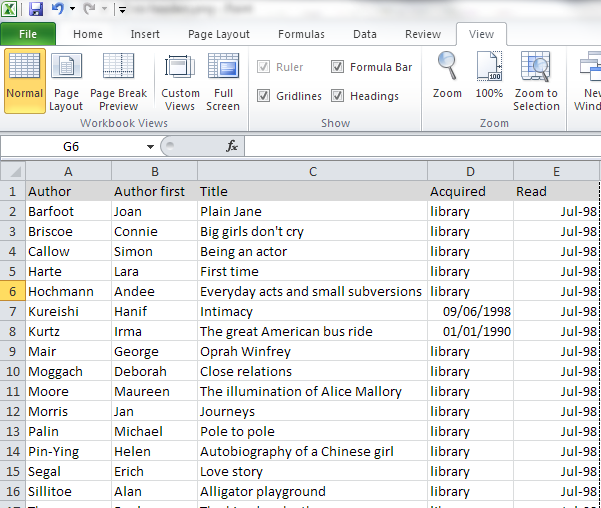 File Home Insert Page Layout Formulas Data Review View
Normal Page Layout Page Break Preview Custom Views Full Screen
Workbook Views
Ruler Formula Bar
Gridlines Headings
Show
Zoom 100% Zoom to Selection
Zoom
New
G6 fx
A B C D E
1 Author Author first Title Acquired Read
2 Barfoot Joan Plain Jane library Jul-98
3 Briscoe Connie Big girls don't cry library Jul-98
4 Callow Simon Being an actor library Jul-98
5 Harte Lara First time library Jul-98
6 Hochmann Andee Everyday acts and small subversions library Jul-98
7 Kureishi Hanif Intimacy 09/06/1998 Jul-98
8 Kurtz Irma The great American bus ride 01/01/1990 Jul-98
9 Mair George Oprah Winfrey library Jul-98
10 Moggach Deborah Close relations library Jul-98
11 Moore Maureen The illumination of Alice Mallory library Jul-98
12 Morris Jan Journeys library Jul-98
13 Palin Michael Pole to pole library Jul-98
14 Pin-Ying Helen Autobiography of a Chinese girl library Jul-98
15 Segal Erich Love story library Jul-98
16 Sillitoe Alan Alligator playground library Jul-98